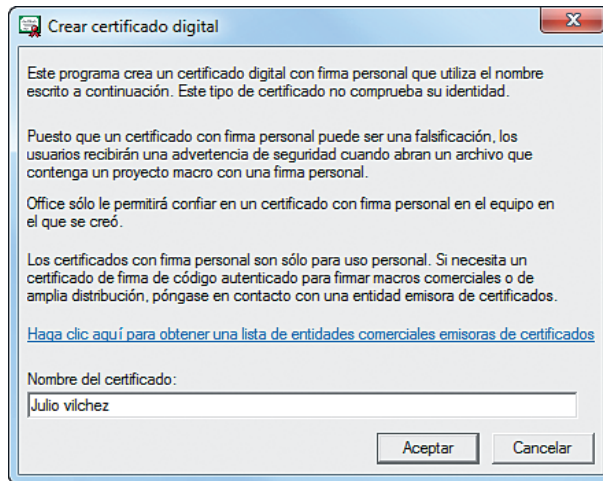 Crear certificado digital
Este programa crea un certificado digital con firma personal que utiliza el nombre
escrito a continuación. Este tipo de certificado no comprueba su identidad.
Puesto que un certificado con firma personal puede ser una falsificación, los
usuarios recibirán una advertencia de seguridad cuando abran un archivo que
contenga un proyecto macro con una firma personal.
Office sólo le permitirá confiar en un certificado con firma personal en el equipo en
el que se creó.
Los certificados con firma personal son sólo para uso personal. Si necesita un
certificado de firma de código autenticado para firmar macros comerciales o de
amplia distribución, póngase en contacto con una entidad emisora de certificados.
Haga clic aquí para obtener una lista de entidades comerciales emisoras de certificados
Nombre del certificado:
Julio vilchez
Aceptar Cancelar